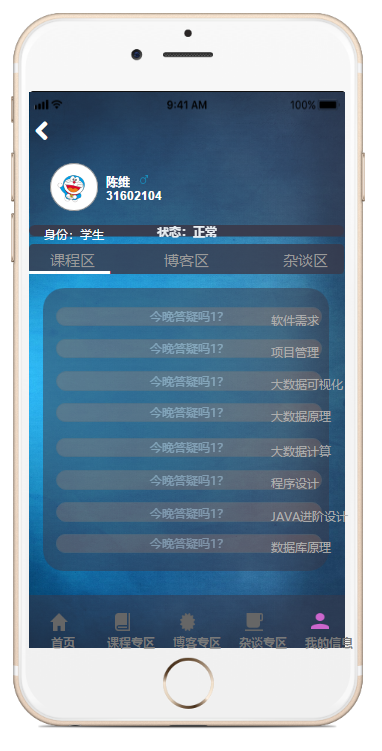 9:41 AM 100%
陈维 ♂
31602104
身份：学生 状态：正常
课程区 博客区 杂谈区
今晚答疑吗1? 软件需求
今晚答疑吗1? 项目管理
今晚答疑吗1? 大数据可视化
今晚答疑吗1? 大数据原理
今晚答疑吗1? 大数据计算
今晚答疑吗1? 程序设计
今晚答疑吗1? JAVA进阶设计
今晚答疑吗1? 数据库原理
首页 课程专区 博客专区 杂谈专区 我的信息